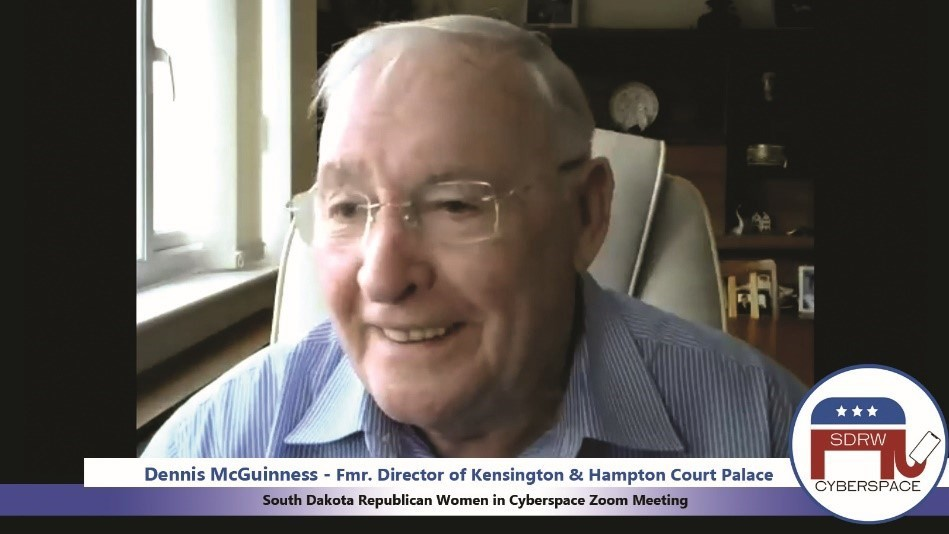 Dennis McGuinness - Fmr. Director of Kensington & Hampton Court Palace
South Dakota Republican Women in Cyberspace Zoom Meeting
SDRW
CYBERSPACE